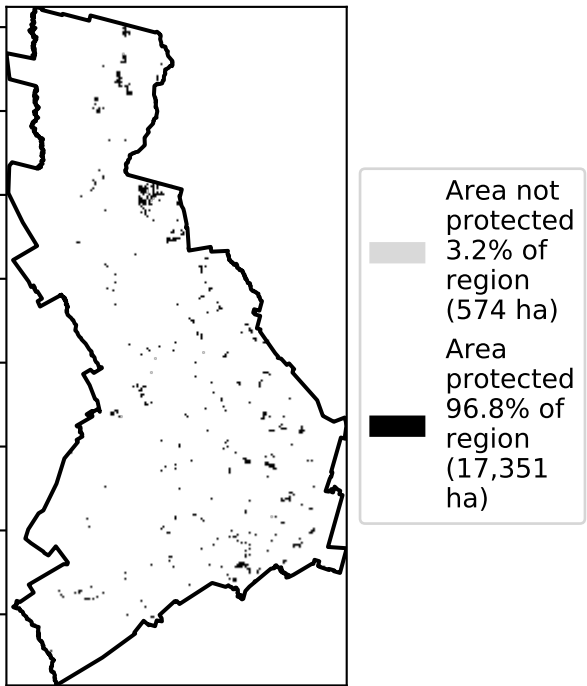 Area not
protected
3.2% of
region
(574 ha)
Area
protected
96.8% of
region
(17,351
ha)